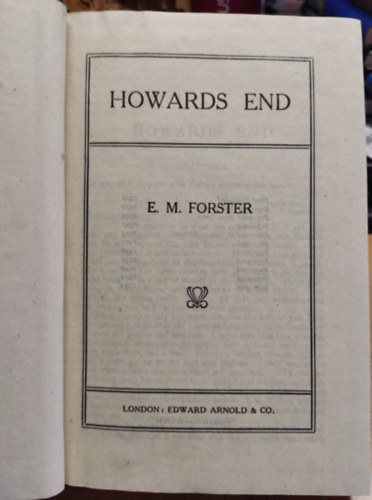 HOWARDS END
E. M. FORSTER
LONDON: EDWARD ARNOLD & CO.